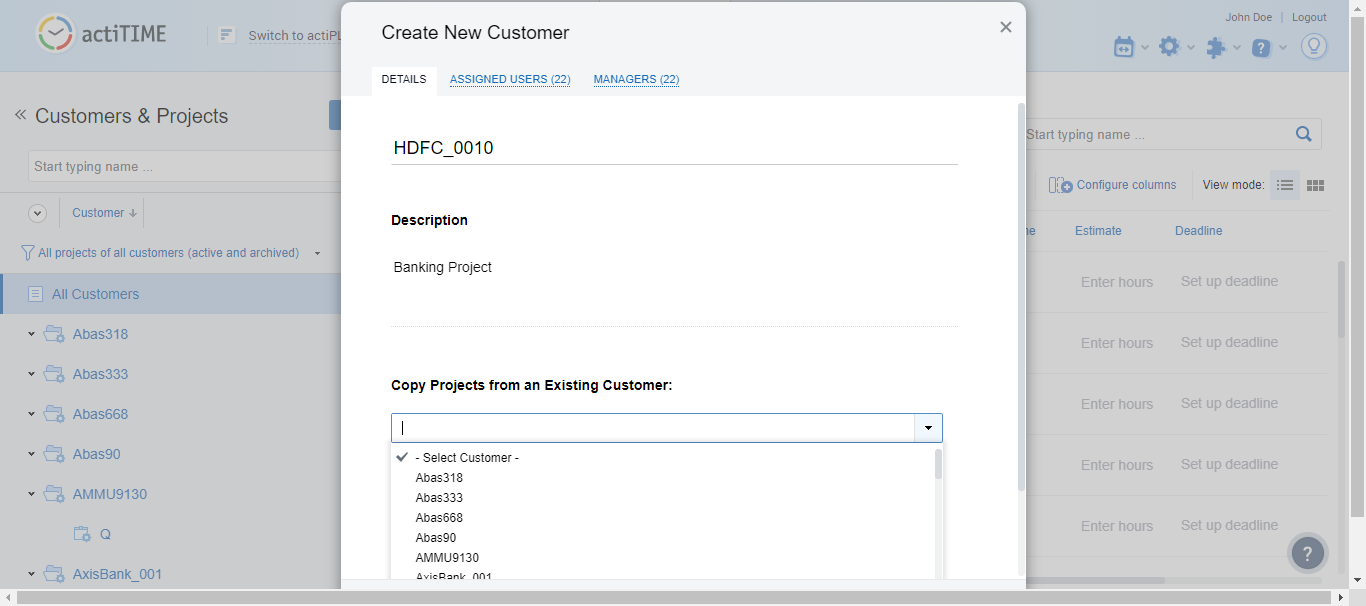 actiTIME
Switch to actiPL
John Doe | Logout
Create New Customer
DETAILS
ASSIGNED USERS (22)
MANAGERS (22)
Customers & Projects
Start typing name ...
Customer
All projects of all customers (active and archived)
All Customers
Abas318
Abas333
Abas668
Abas90
AMMU9130
Q
AxisBank_001
HDFC_0010
Description
Banking Project
Copy Projects from an Existing Customer:
- Select Customer -
Abas318
Abas333
Abas668
Abas90
AMMU9130
AxisBank_001
Start typing name ...
Configure columns
View mode:
ne
Estimate
Deadline
Enter hours
Set up deadline
Enter hours
Set up deadline
Enter hours
Set up deadline
Enter hours
Set up deadline
Enter hours
Set up deadline
?